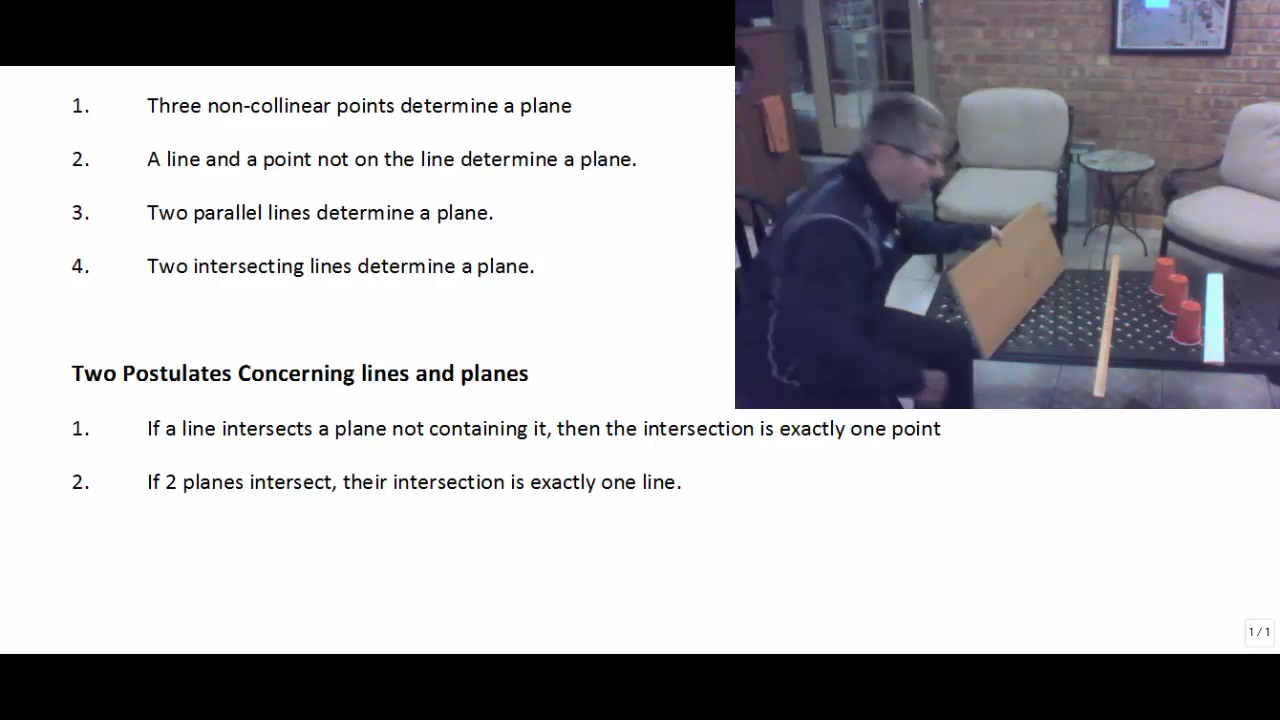 1. Three non-collinear points determine a plane
2. A line and a point not on the line determine a plane.
3. Two parallel lines determine a plane.
4. Two intersecting lines determine a plane.
Two Postulates Concerning lines and planes
1. If a line intersects a plane not containing it, then the intersection is exactly one point
2. If 2 planes intersect, their intersection is exactly one line.
1 / 1